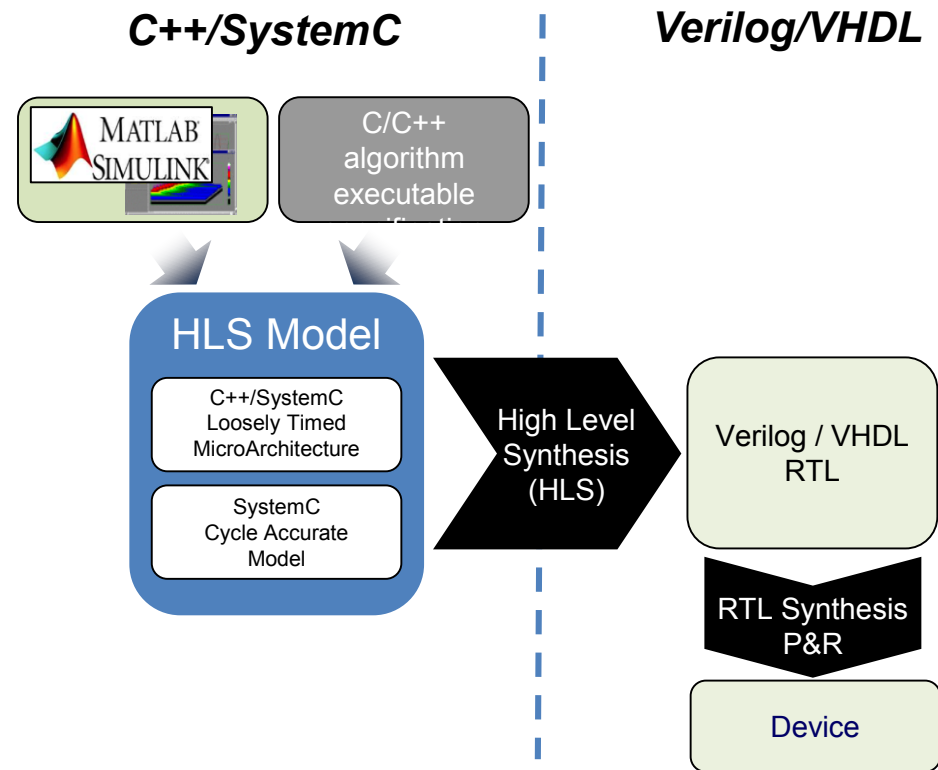 C++/SystemC
Verilog/VHDL
MATLAB
SIMULINK
C/C++
algorithm
executable
HLS Model
C++/SystemC
Loosely Timed
MicroArchitecture
SystemC
Cycle Accurate
Model
High Level
Synthesis
(HLS)
Verilog / VHDL
RTL
RTL Synthesis
P&R
Device